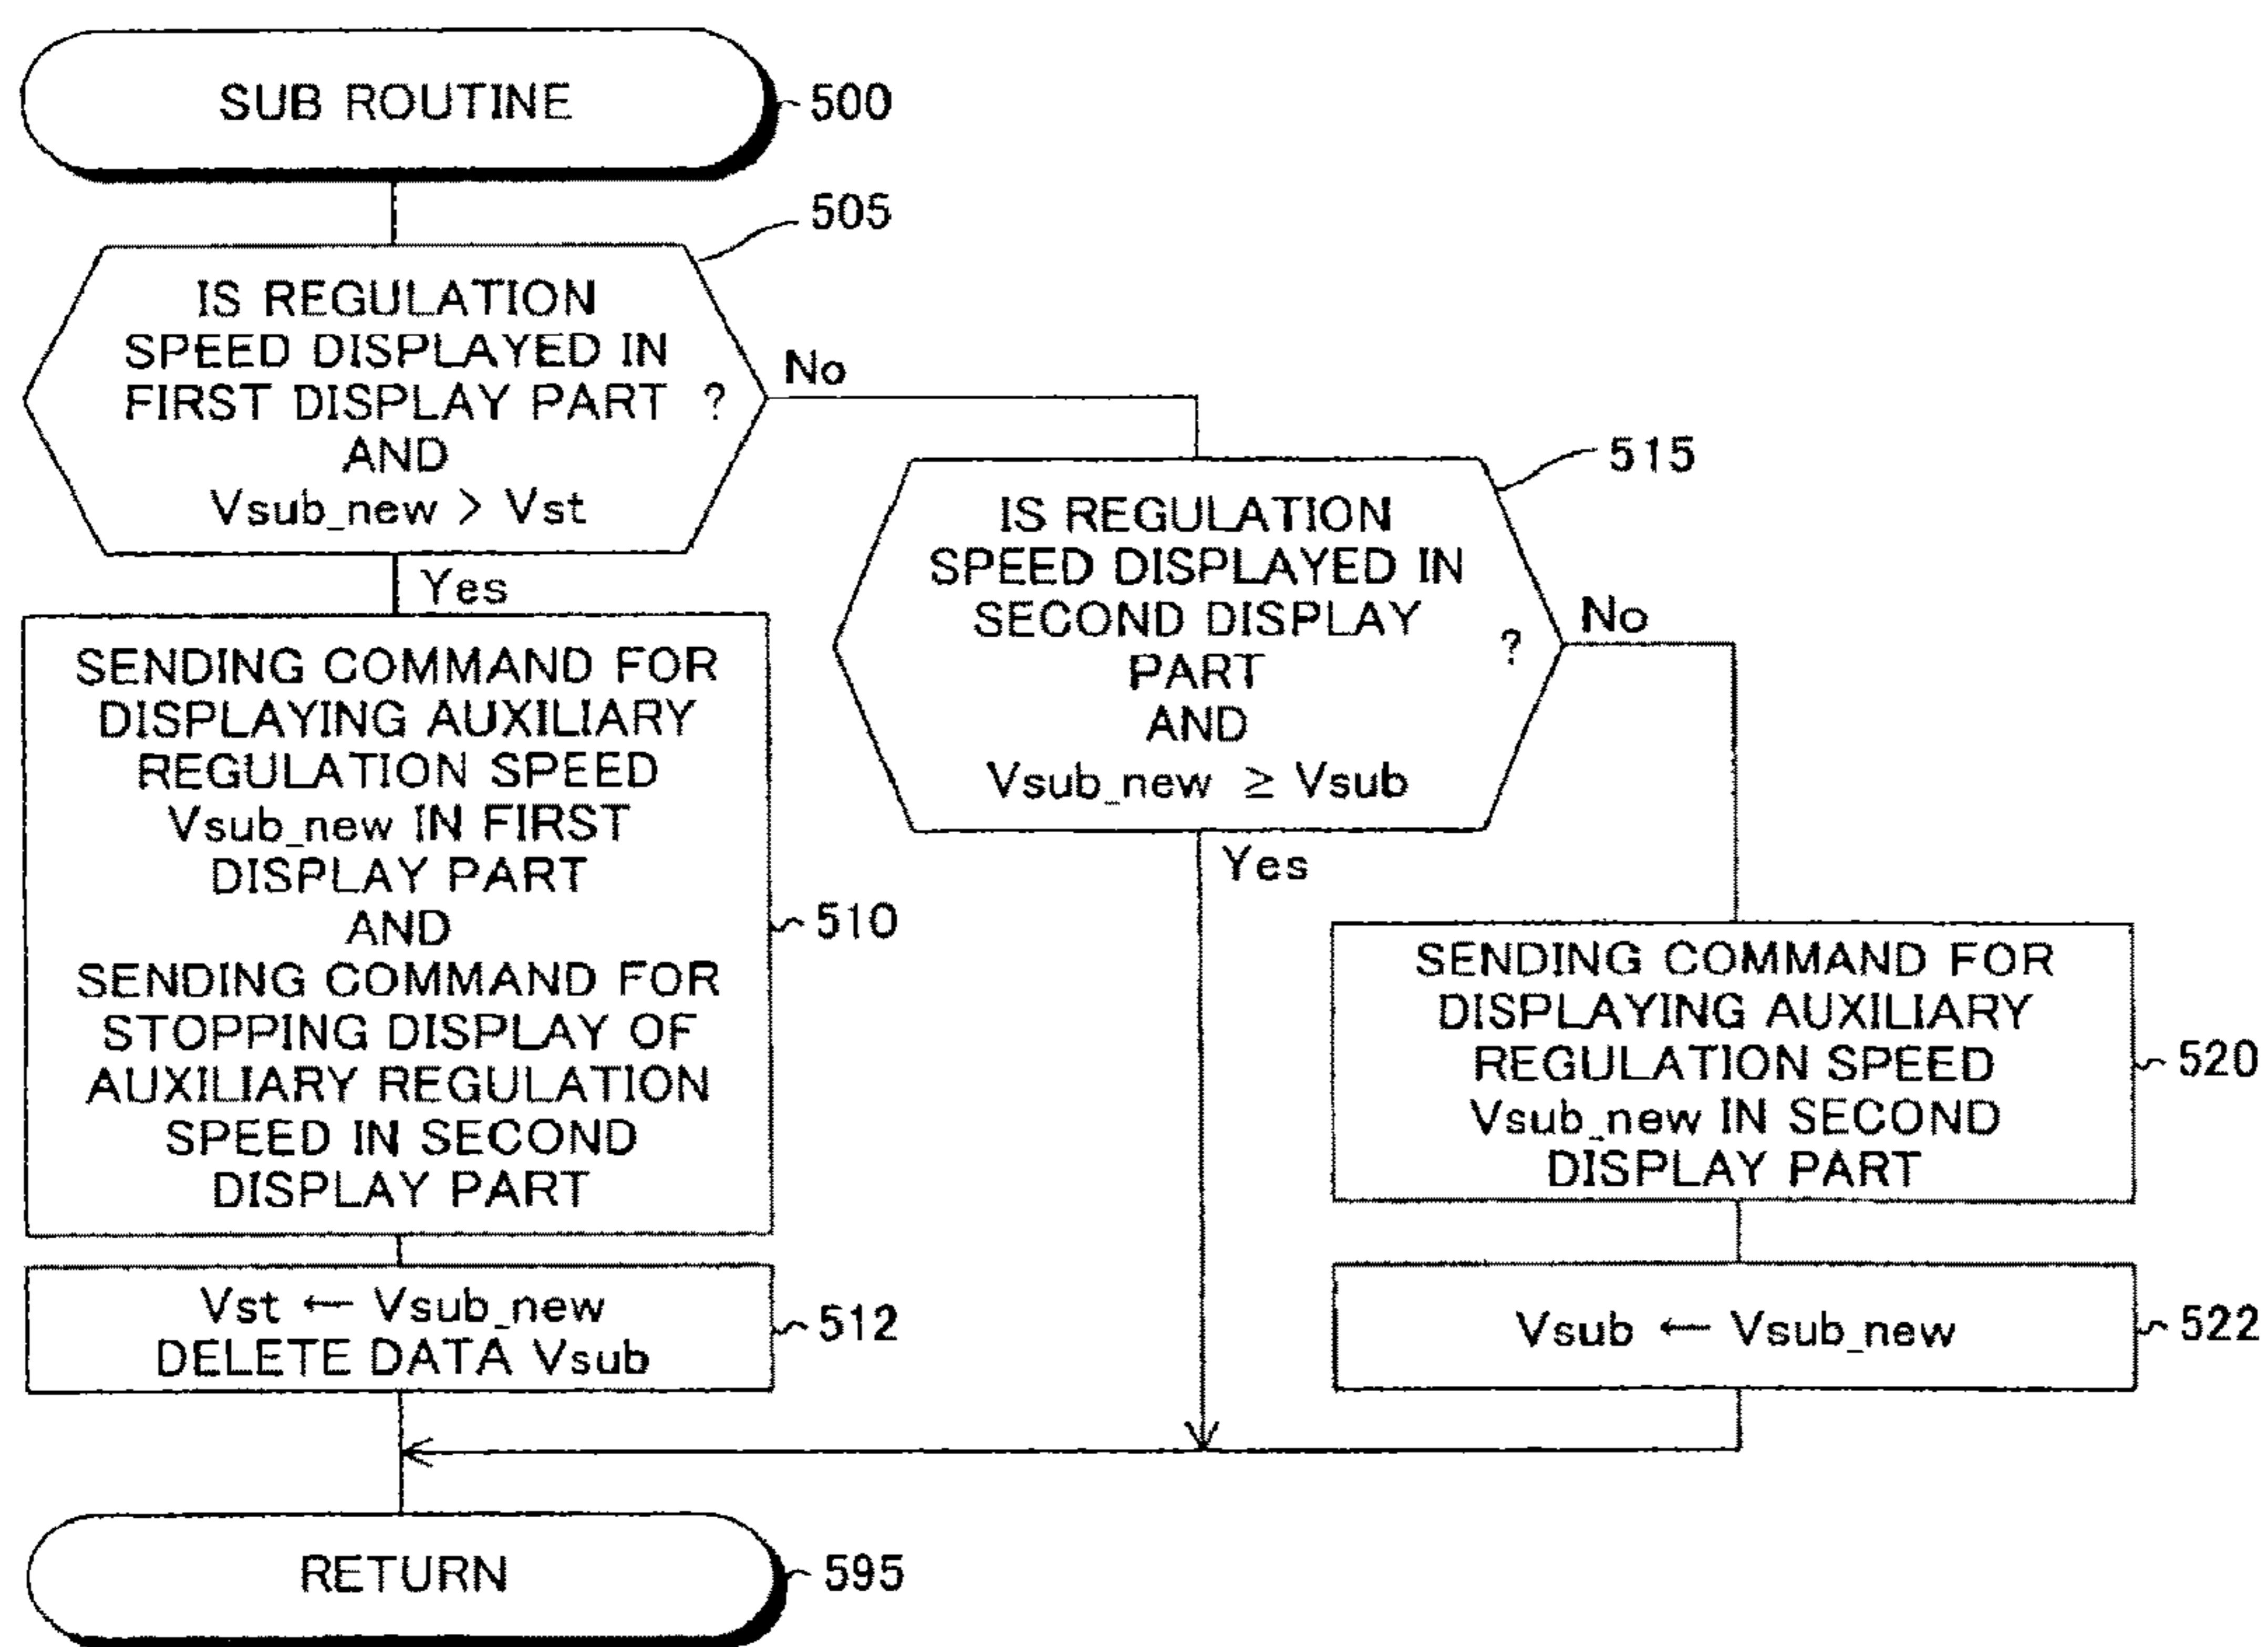 SUB ROUTINE
500
505
IS REGULATION
SPEED DISPLAYED IN
FIRST DISPLAY PART ?
AND
Vsub_new > Vst
No
Yes
515
IS REGULATION
SPEED DISPLAYED IN
SECOND DISPLAY
PART ?
AND
Vsub_new ≥ Vsub
No
Yes
SENDING COMMAND FOR
DISPLAYING AUXILIARY
REGULATION SPEED
Vsub_new IN FIRST
DISPLAY PART
AND
SENDING COMMAND FOR
STOPPING DISPLAY OF
AUXILIARY REGULATION
SPEED IN SECOND
DISPLAY PART
510
SENDING COMMAND FOR
DISPLAYING AUXILIARY
REGULATION SPEED
Vsub_new IN SECOND
DISPLAY PART
520
Vst ← Vsub_new
DELETE DATA Vsub
512
Vsub ← Vsub_new
522
RETURN
595